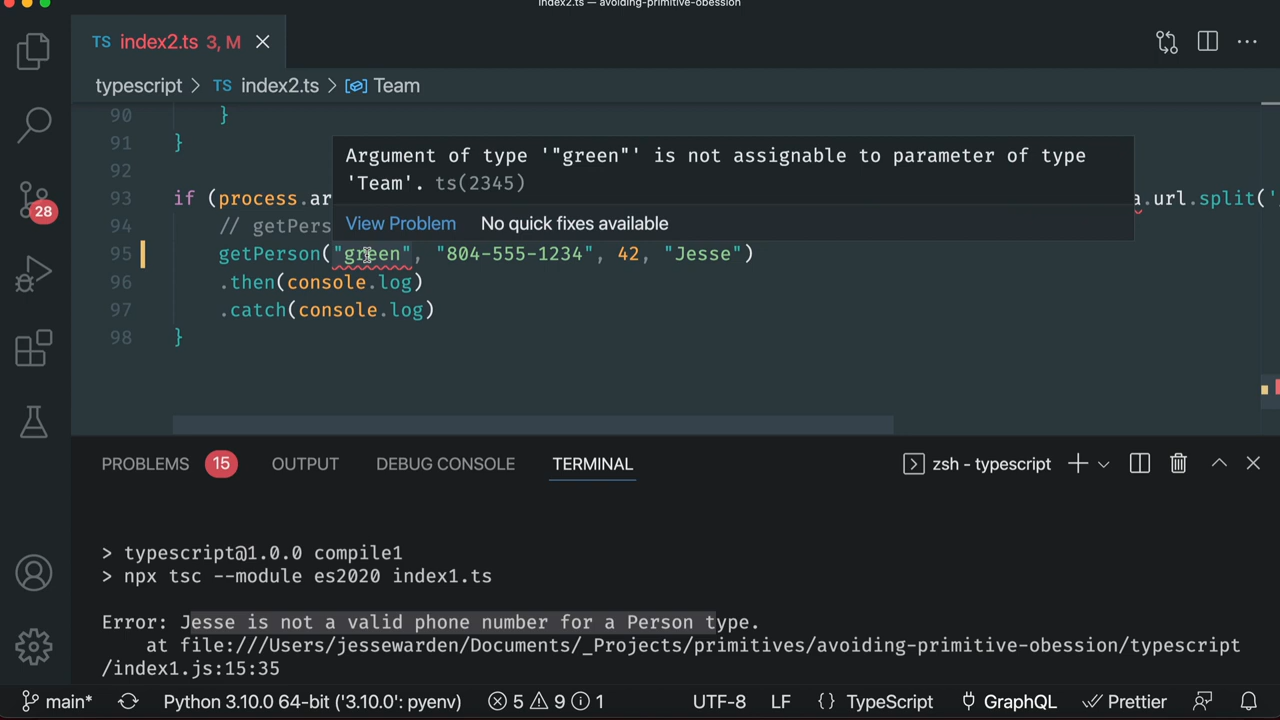 index2.ts — avoiding-primitive-obession
TS index2.ts 3, M
typescript > TS index2.ts > Team
90 }
91 }
92
93 if (process.ar a.url.split('
94 // getPers
95 getPerson("green", "804-555-1234", 42, "Jesse")
96 .then(console.log)
97 .catch(console.log)
98 }
Argument of type '"green"' is not assignable to parameter of type
'Team'. ts(2345)
View Problem No quick fixes available
28
PROBLEMS 15 OUTPUT DEBUG CONSOLE TERMINAL zsh - typescript
> typescript@1.0.0 compile1
> npx tsc --module es2020 index1.ts
Error: Jesse is not a valid phone number for a Person type.
at file:///Users/jessewarden/Documents/_Projects/primitives/avoiding-primitive-obession/typescript
/index1.js:15:35
main* Python 3.10.0 64-bit ('3.10.0': pyenv) 5 9 1 UTF-8 LF {} TypeScript GraphQL Prettier